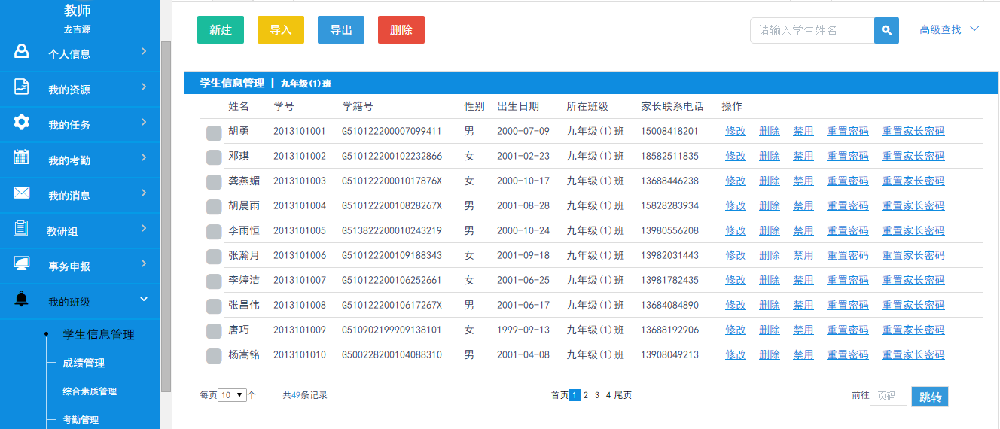 教师
龙吉源
个人信息
我的资源
我的任务
我的考勤
我的消息
教研组
事务申报
我的班级
学生信息管理
成绩管理
综合素质管理
考勤管理
新建 导入 导出 删除 请输入学生姓名 高级查找
学生信息管理 | 九年级(1)班
姓名 学号 学籍号 性别 出生日期 所在班级 家长联系电话 操作
胡勇 2013101001 G510122200007099411 男 2000-07-09 九年级(1)班 15008418201 修改 删除 禁用 重置密码 重置家长密码
邓琪 2013101002 G510122200102232866 女 2001-02-23 九年级(1)班 18582511835 修改 删除 禁用 重置密码 重置家长密码
龚燕媚 2013101003 G51012220001017876X 女 2000-10-17 九年级(1)班 13688446238 修改 删除 禁用 重置密码 重置家长密码
胡晨雨 2013101004 G51012220010828267X 男 2001-08-28 九年级(1)班 15828283934 修改 删除 禁用 重置密码 重置家长密码
李雨恒 2013101005 G513822200010243219 男 2000-10-24 九年级(1)班 13980556208 修改 删除 禁用 重置密码 重置家长密码
张瀚月 2013101006 G510122200109188343 女 2001-09-18 九年级(1)班 13982031443 修改 删除 禁用 重置密码 重置家长密码
李婷洁 2013101007 G510122200106252661 女 2001-06-25 九年级(1)班 13981782435 修改 删除 禁用 重置密码 重置家长密码
张昌伟 2013101008 G51012220010617267X 男 2001-06-17 九年级(1)班 13684084890 修改 删除 禁用 重置密码 重置家长密码
唐巧 2013101009 G510902199909138101 女 1999-09-13 九年级(1)班 13688192906 修改 删除 禁用 重置密码 重置家长密码
杨嵩铭 2013101010 G500228200104088310 男 2001-04-08 九年级(1)班 13908049213 修改 删除 禁用 重置密码 重置家长密码
每页 10 个 共49条记录 首页 1 2 3 4 尾页 前往 页码 跳转